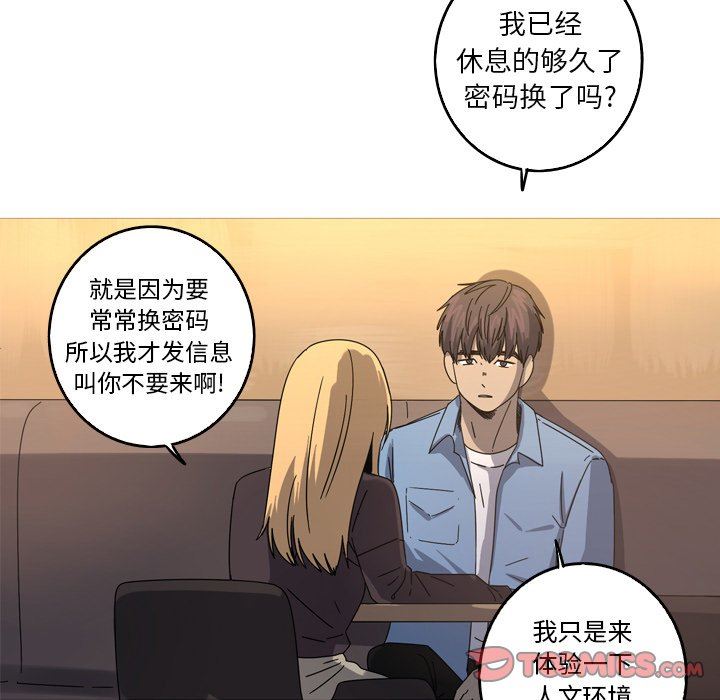 我已经
休息的够久了
密码换了吗?
就是因为要
常常换密码
所以我才发信息
叫你不要来啊!
我只是来
体验一下
人文环境
TOOMICS.COM